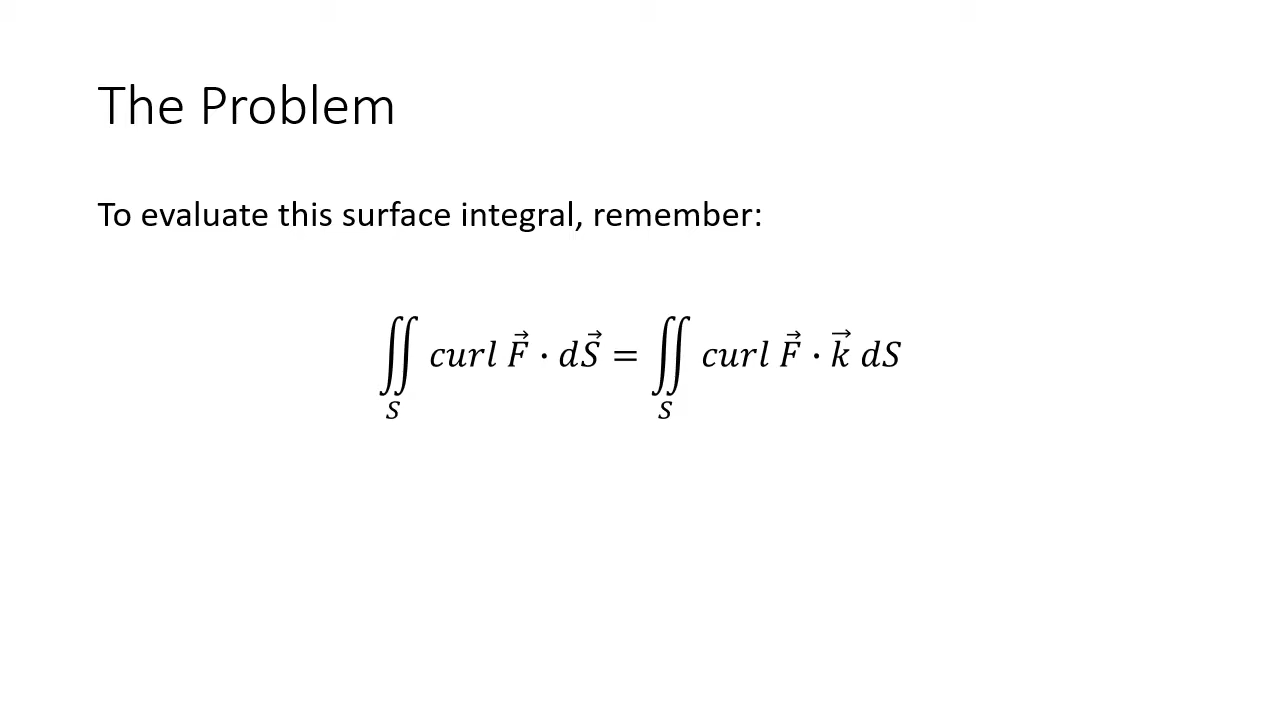 The Problem
To evaluate this surface integral, remember:
∬_S curl F⃗ · dS⃗ = ∬_S curl F⃗ · k⃗ dS